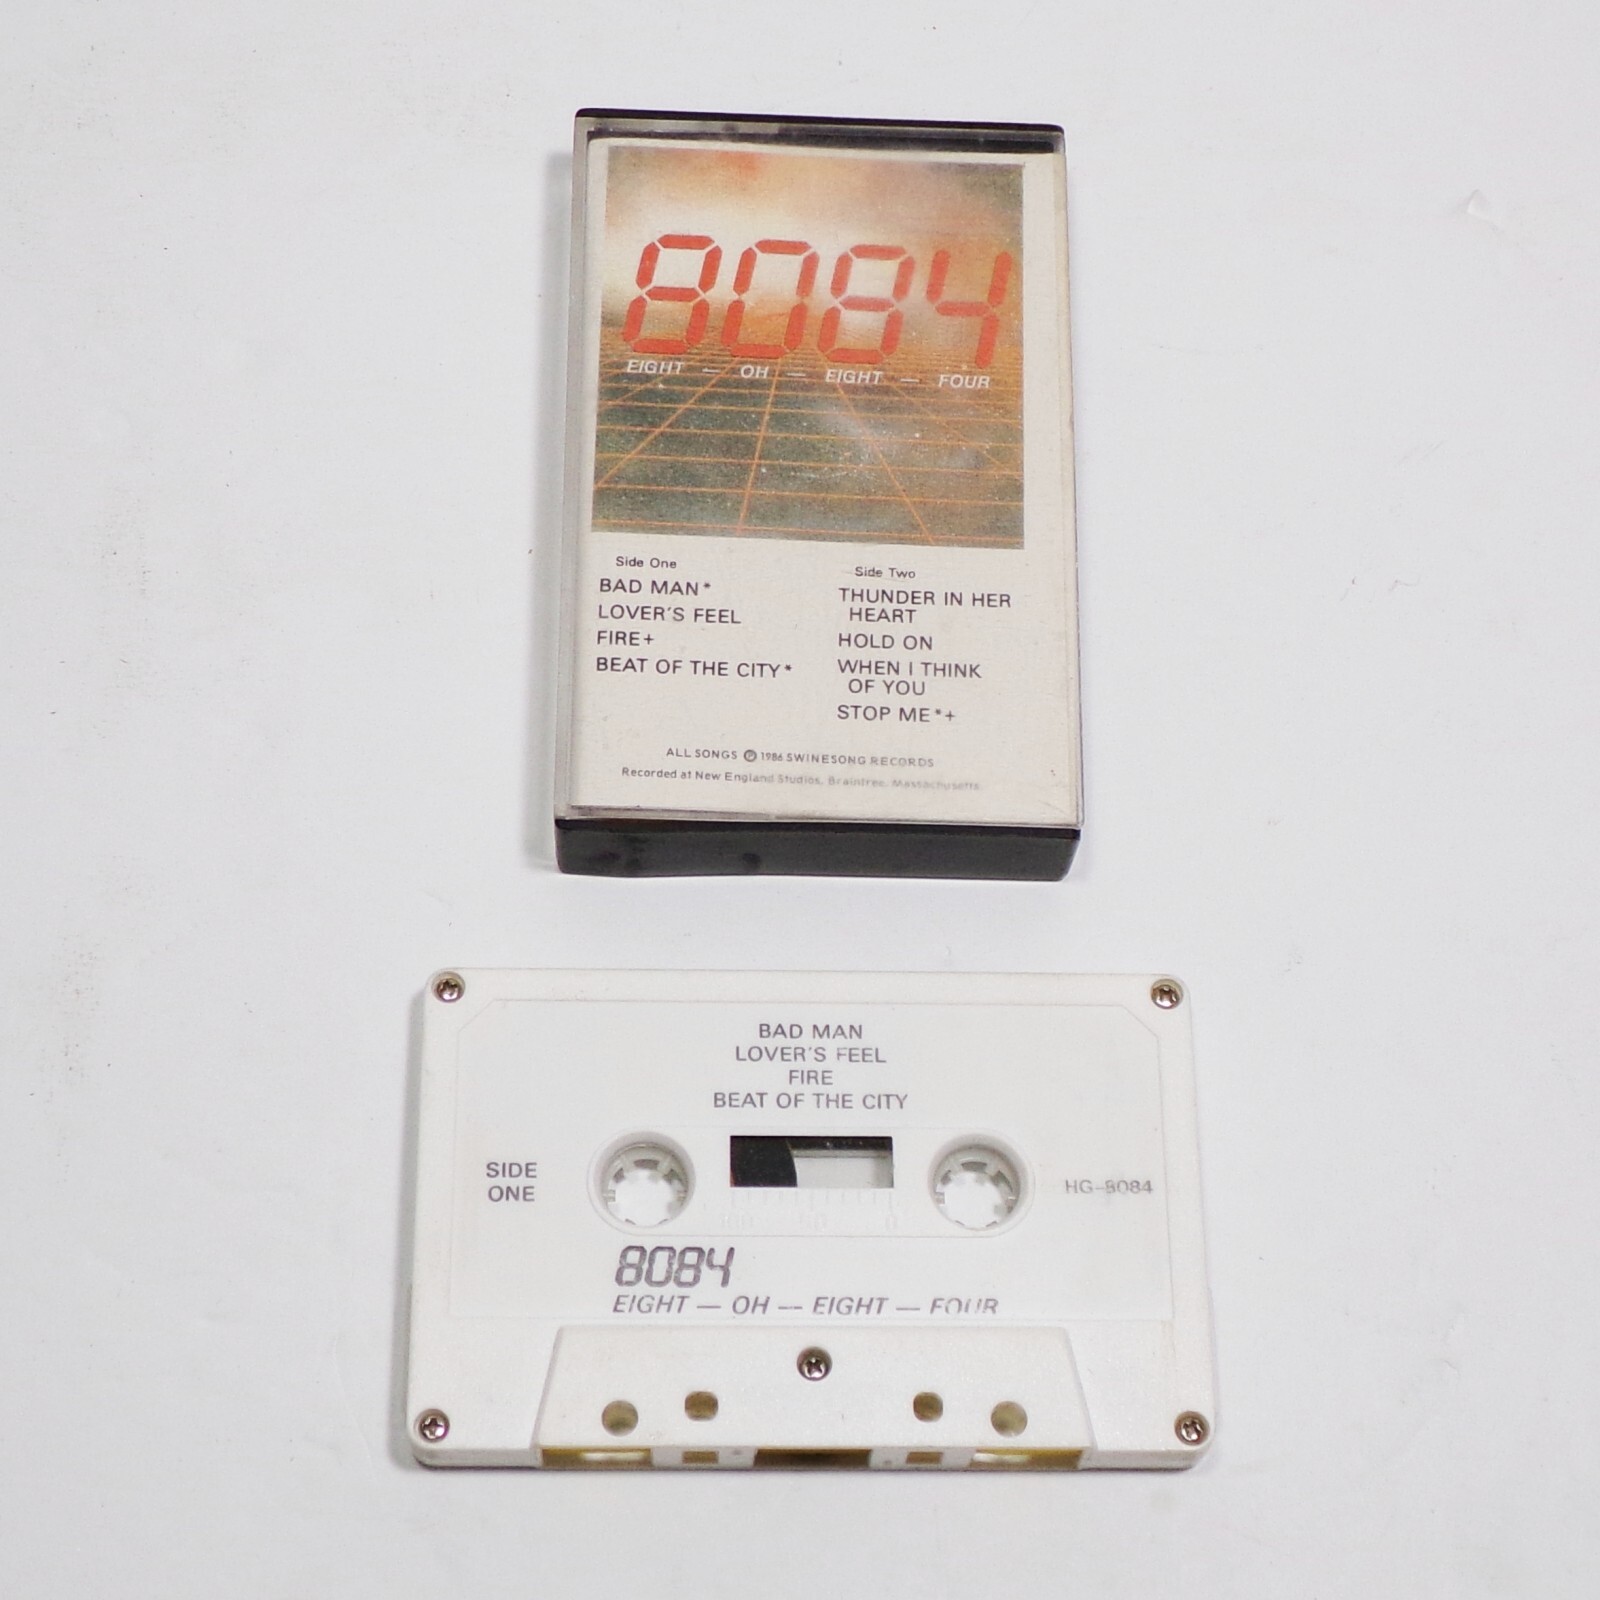 8084
EIGHT — OH — EIGHT — FOUR
Side One
BAD MAN*
LOVER'S FEEL
FIRE+
BEAT OF THE CITY*
Side Two
THUNDER IN HER
HEART
HOLD ON
WHEN I THINK
OF YOU
STOP ME*+
ALL SONGS ℗ 1986 SWINESONG RECORDS
Recorded at New England Studios, Braintree, Massachusetts
BAD MAN
LOVER'S FEEL
FIRE
BEAT OF THE CITY
SIDE
ONE
HG-8084
8084
EIGHT — OH — EIGHT — FOUR